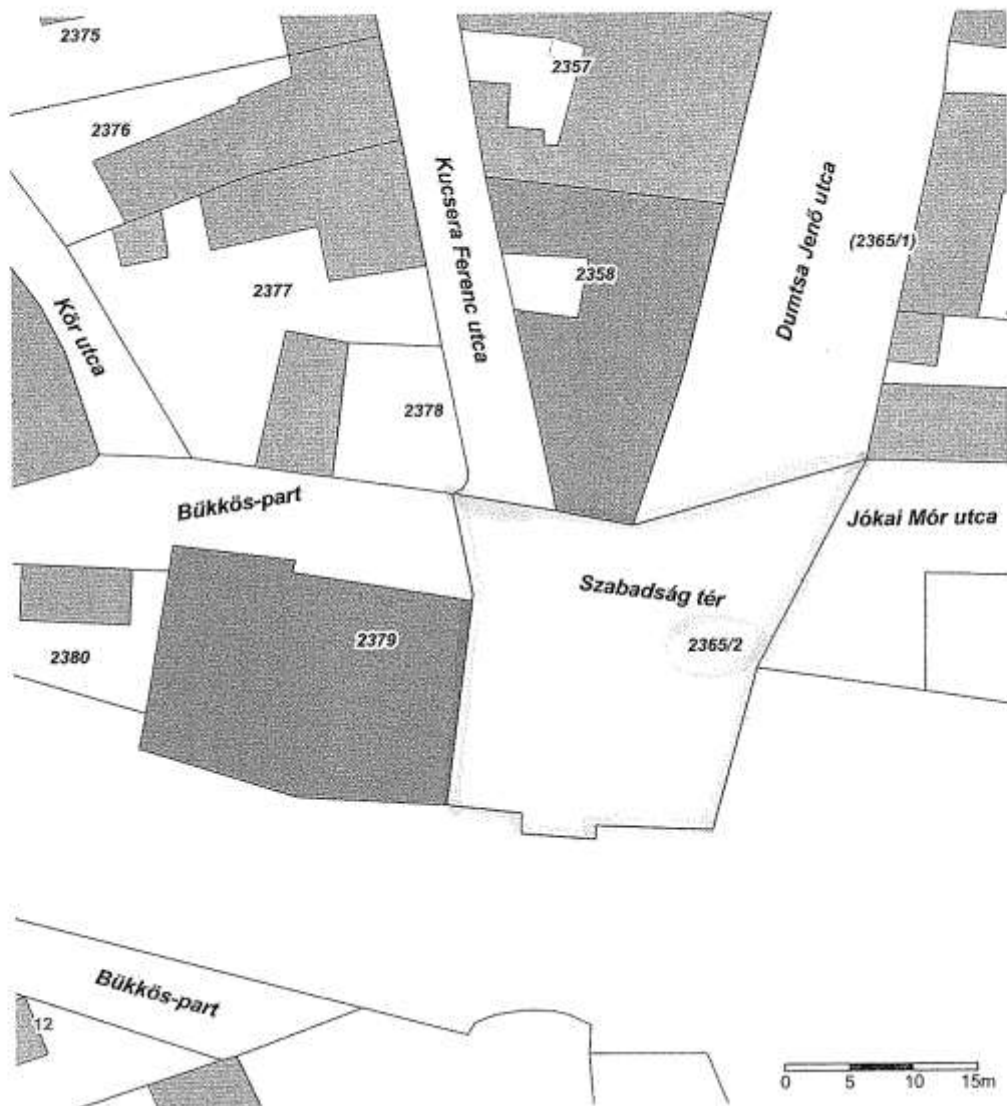 2375
2357
2376
Kucsera Ferenc utca
Dumtsa Jenő utca
(2365/1)
2377
2358
Kör utca
2378
Bükkös-part
Jókai Mór utca
Szabadság tér
2379
2365/2
2380
Bükkös-part
12
0 5 10 15m